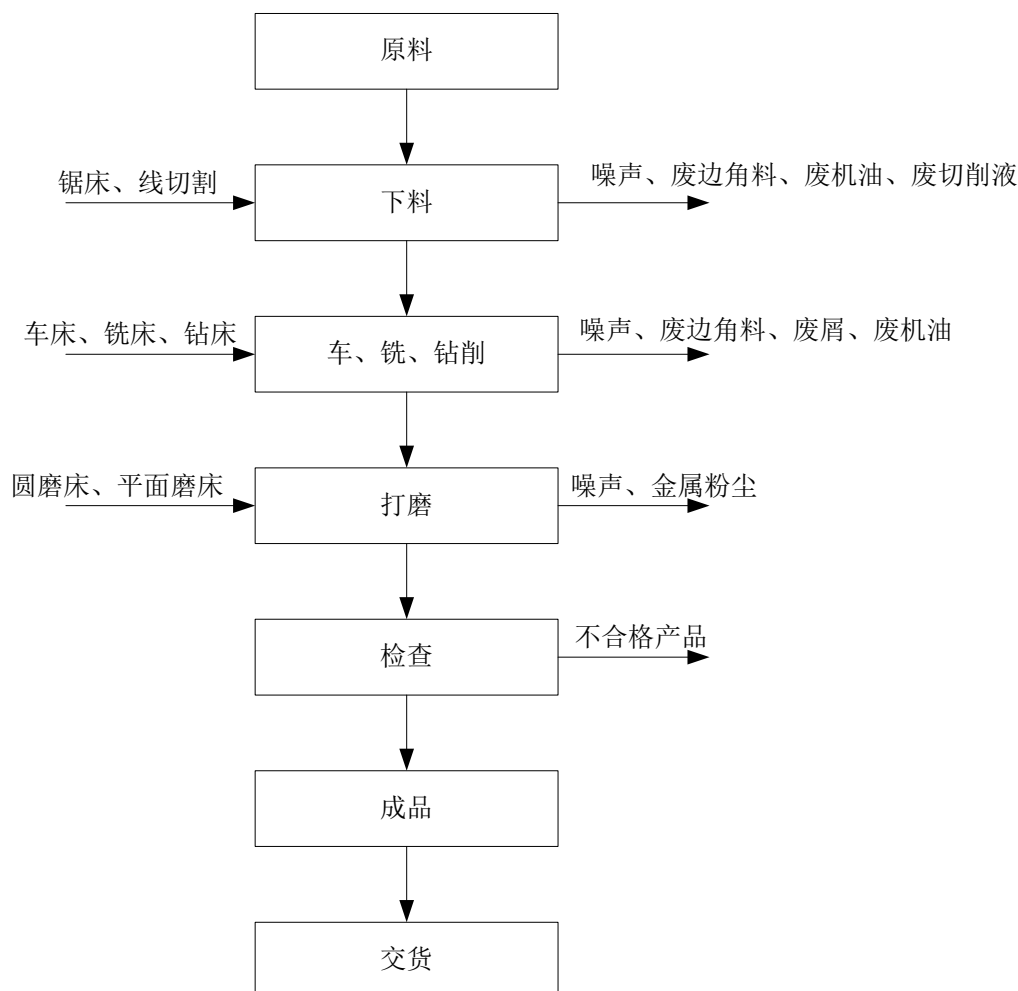 原料
锯床、线切割
下料
噪声、废边角料、废机油、废切削液
车床、铣床、钻床
车、铣、钻削
噪声、废边角料、废屑、废机油
圆磨床、平面磨床
打磨
噪声、金属粉尘
检查
不合格产品
成品
交货